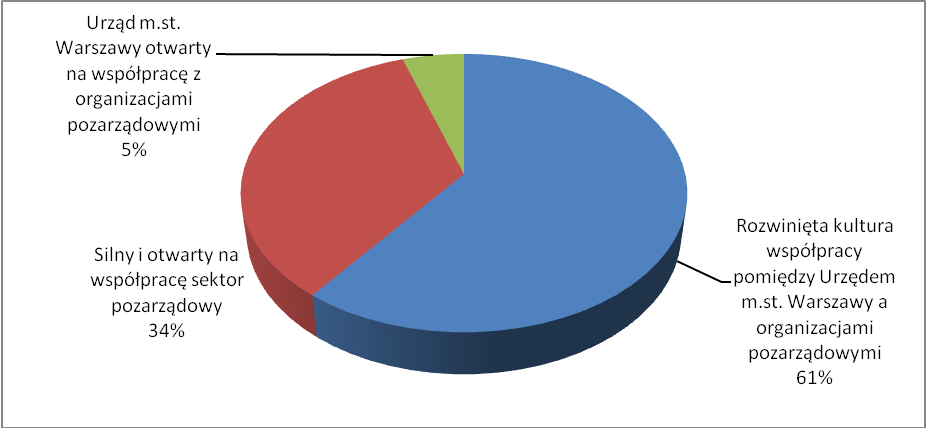 Urząd m.st.
Warszawy otwarty
na współpracę z
organizacjami
pozarządowymi
5%
Silny i otwarty na
współpracę sektor
pozarządowy
34%
Rozwinięta kultura
współpracy
pomiędzy Urzędem
m.st. Warszawy a
organizacjami
pozarządowymi
61%